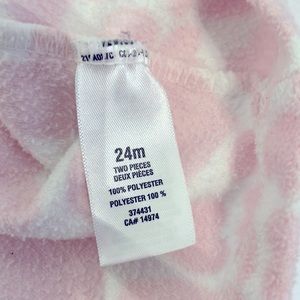 24m
TWO PIECES
DEUX PIÈCES
100% POLYESTER
POLYESTER 100 %
374431
CA# 14974